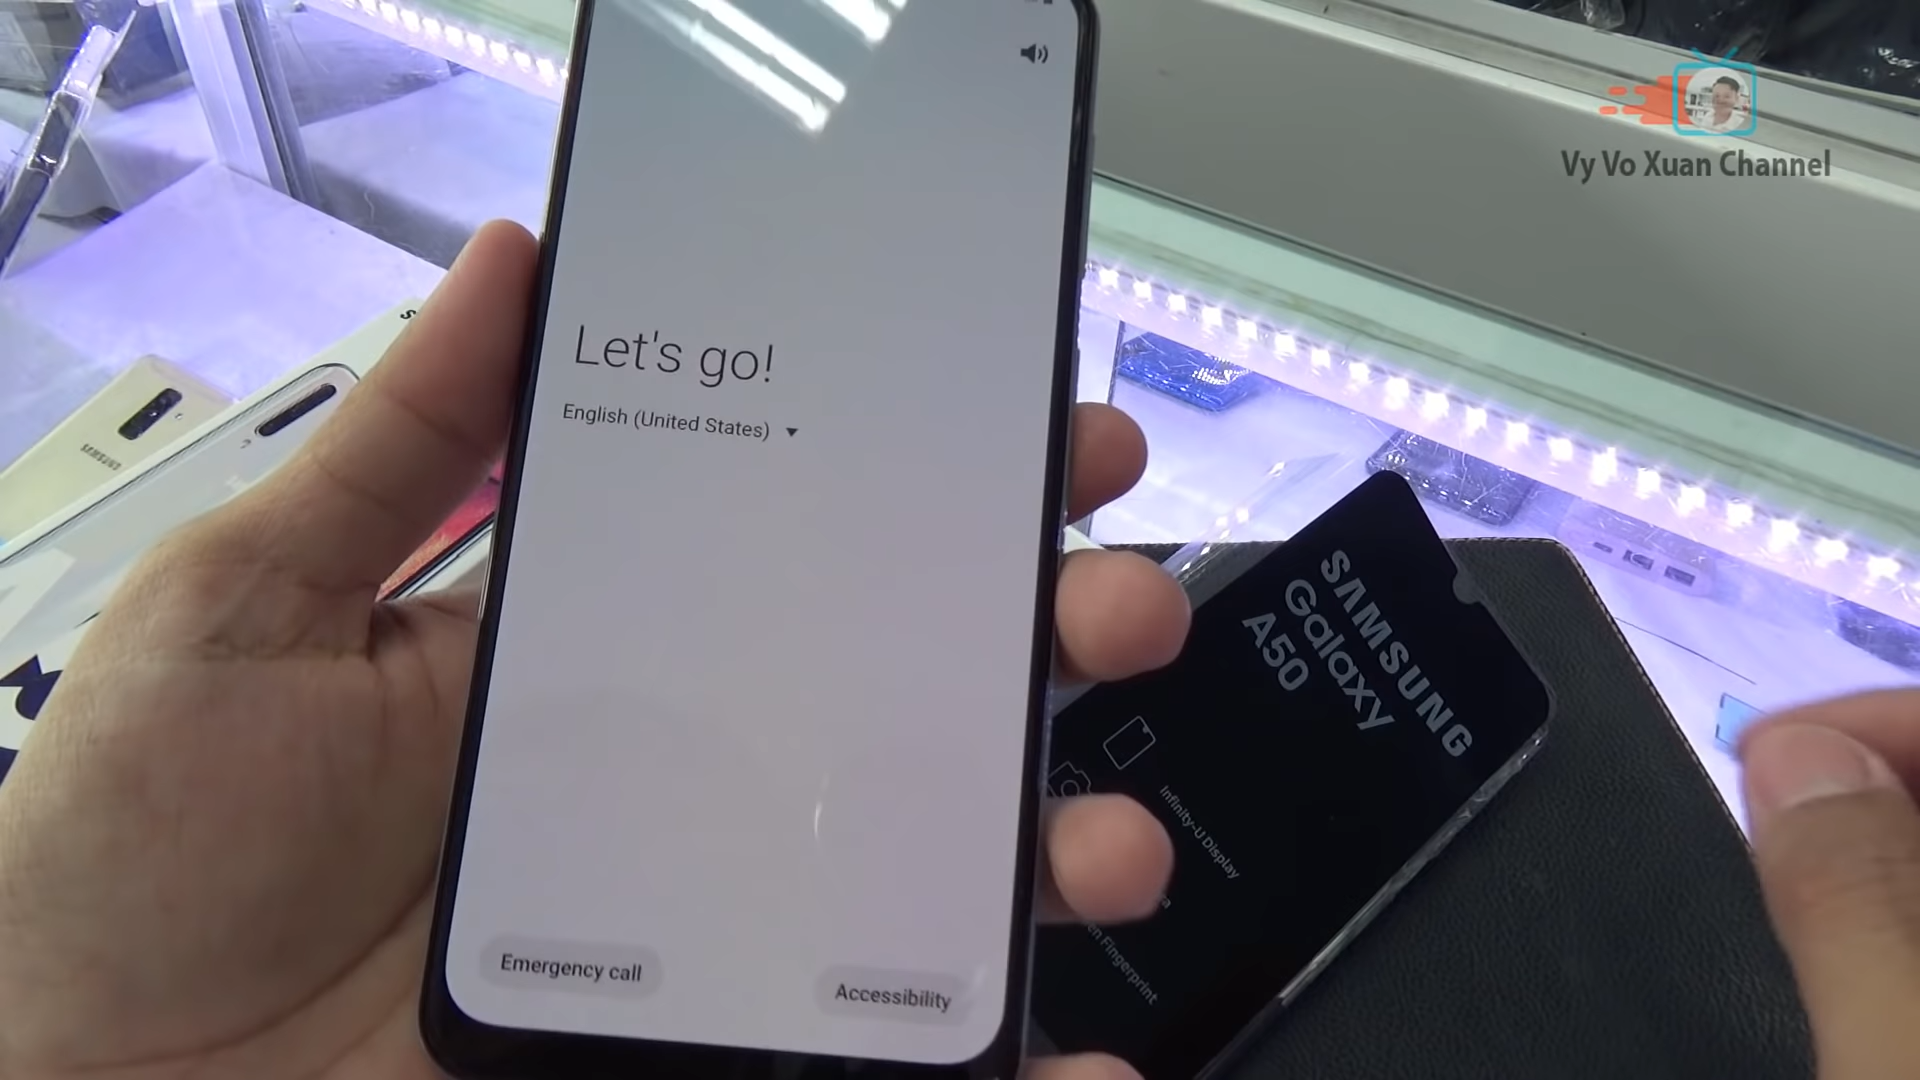 Vy Vo Xuan Channel
Let's go!
English (United States)
Emergency call
Accessibility
SAMSUNG
Galaxy
A50
Infinity-U Display
Fingerprint
SAMSUNG